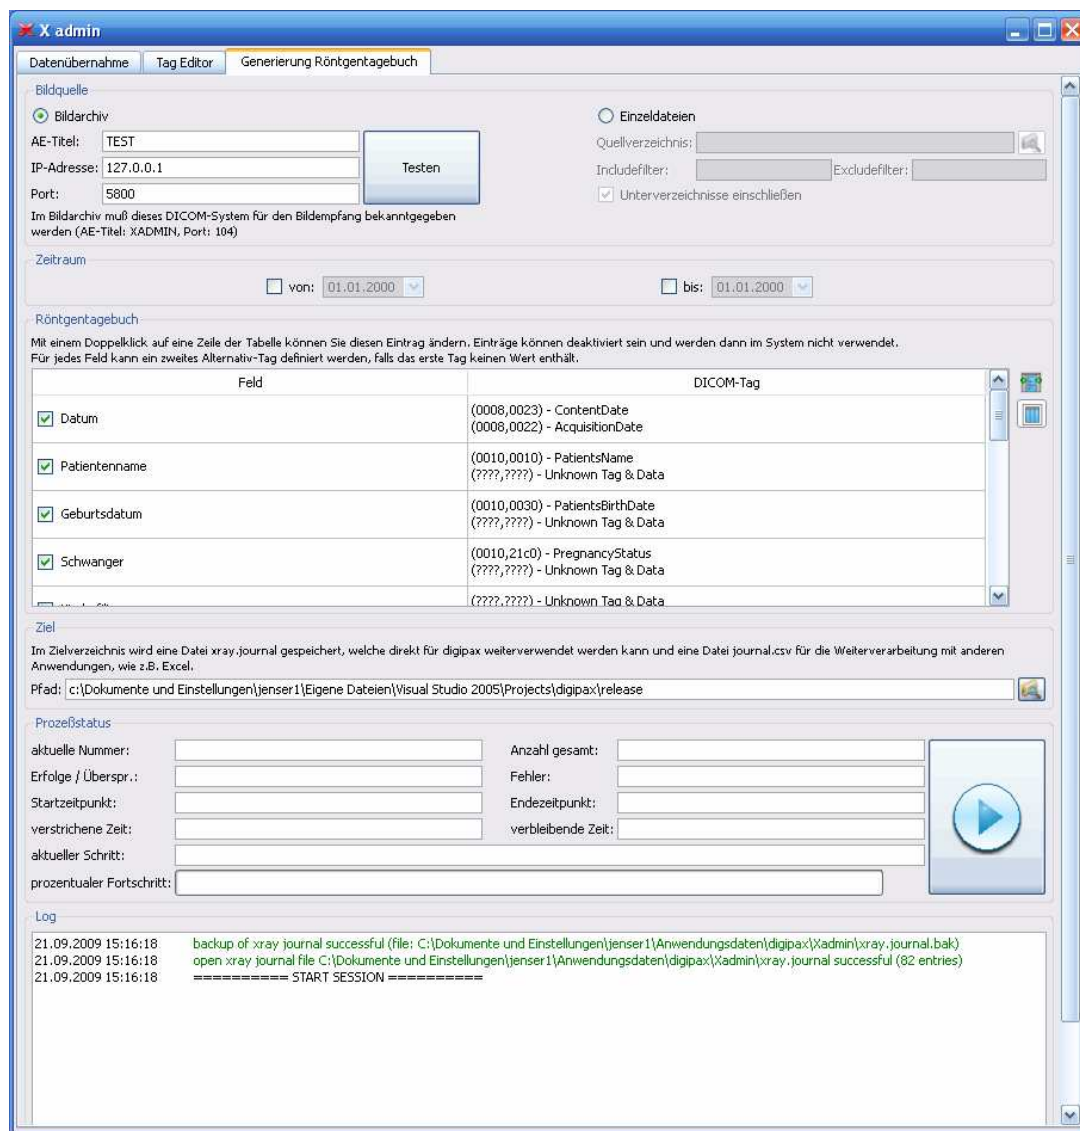 X admin
Datenübernahme Tag Editor Generierung Röntgentagebuch
Bildquelle
Bildarchiv
AE-Titel: TEST
IP-Adresse: 127.0.0.1
Port: 5800
Testen
Im Bildarchiv muß dieses DICOM-System für den Bildempfang bekanntgegeben
werden (AE-Titel: XADMIN, Port: 104)
Einzeldateien
Quellverzeichnis:
Includefilter: Excludefilter:
Unterverzeichnisse einschließen
Zeitraum
von: 01.01.2000 bis: 01.01.2000
Röntgentagebuch
Mit einem Doppelklick auf eine Zeile der Tabelle können Sie diesen Eintrag ändern. Einträge können deaktiviert sein und werden dann im System nicht verwendet.
Für jedes Feld kann ein zweites Alternativ-Tag definiert werden, falls das erste Tag keinen Wert enthält.
Feld DICOM-Tag
Datum
(0008,0023) - ContentDate
(0008,0022) - AcquisitionDate
Patientenname
(0010,0010) - PatientsName
(????,????) - Unknown Tag & Data
Geburtsdatum
(0010,0030) - PatientsBirthDate
(????,????) - Unknown Tag & Data
Schwanger
(0010,21c0) - PregnancyStatus
(????,????) - Unknown Tag & Data
(????,????) - Unknown Tag & Data
Ziel
Im Zielverzeichnis wird eine Datei xray.journal gespeichert, welche direkt für digipax weiterverwendet werden kann und eine Datei journal.csv für die Weiterverarbeitung mit anderen
Anwendungen, wie z.B. Excel.
Pfad: c:\Dokumente und Einstellungen\jenser1\Eigene Dateien\Visual Studio 2005\Projects\digipax\release
Prozeßstatus
aktuelle Nummer: Anzahl gesamt:
Erfolge / Überspr.: Fehler:
Startzeitpunkt: Endezeitpunkt:
verstrichene Zeit: verbleibende Zeit:
aktueller Schritt:
prozentualer Fortschritt:
Log
21.09.2009 15:16:18 backup of xray journal successful (file: C:\Dokumente und Einstellungen\jenser1\Anwendungsdaten\digipax\Xadmin\xray.journal.bak)
21.09.2009 15:16:18 open xray journal file C:\Dokumente und Einstellungen\jenser1\Anwendungsdaten\digipax\Xadmin\xray.journal successful (82 entries)
21.09.2009 15:16:18 ========== START SESSION ==========